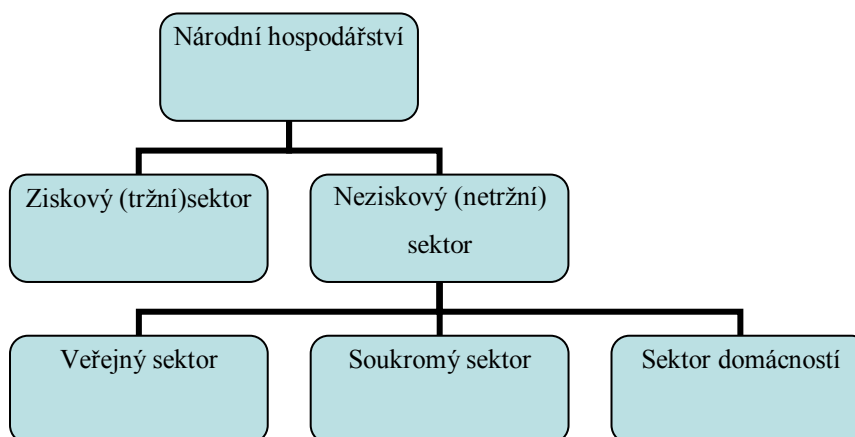 Národní hospodářství
Ziskový (tržní)sektor
Neziskový (netržní)
sektor
Veřejný sektor
Soukromý sektor
Sektor domácností